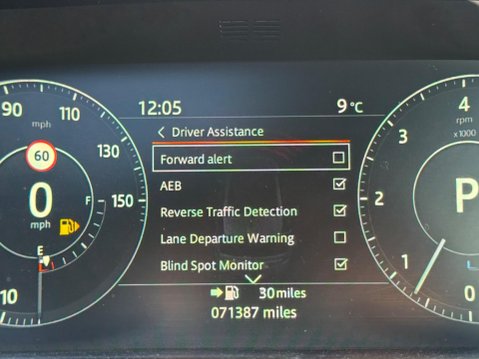 12:05
9 °C
Driver Assistance
Forward alert
AEB
Reverse Traffic Detection
Lane Departure Warning
Blind Spot Monitor
30 miles
071387 miles
90
110
mph
130
150
60
0
mph
F
E
10
4
rpm
x1000
3
2
1
0
P